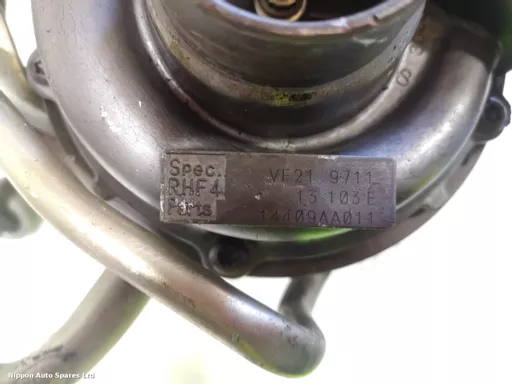 Spec. VF21 9711
RHF4 13 103E
Parts 14409AA011
Nippon Auto Spares Ltd